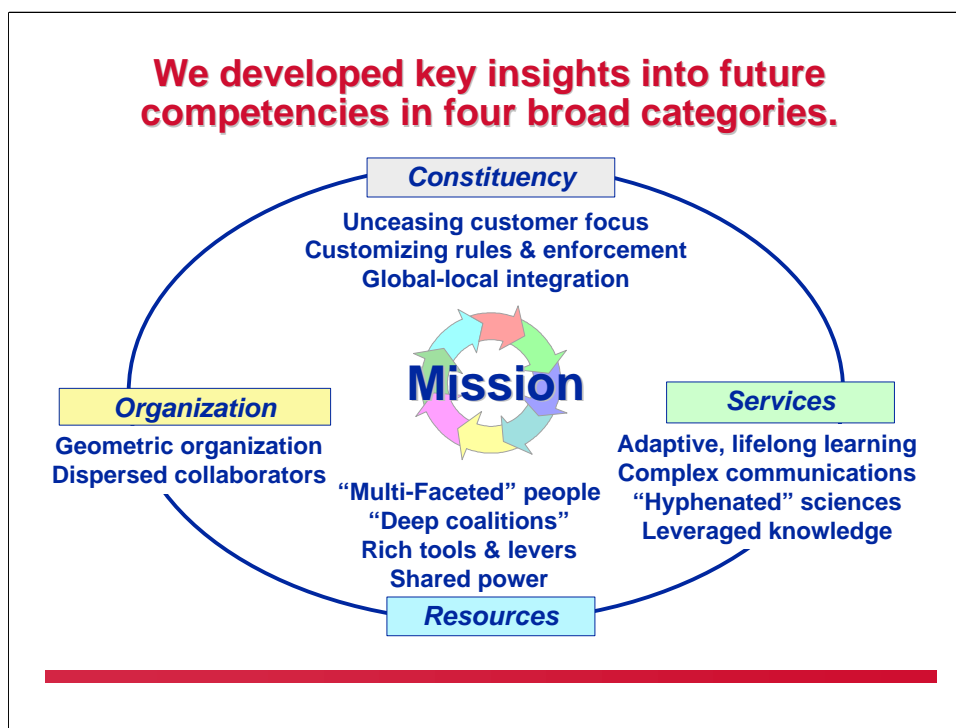 We developed key insights into future
competencies in four broad categories.
Constituency
Unceasing customer focus
Customizing rules & enforcement
Global-local integration
Mission
Organization
Geometric organization
Dispersed collaborators
Services
Adaptive, lifelong learning
Complex communications
“Hyphenated” sciences
Leveraged knowledge
“Multi-Faceted” people
“Deep coalitions”
Rich tools & levers
Shared power
Resources